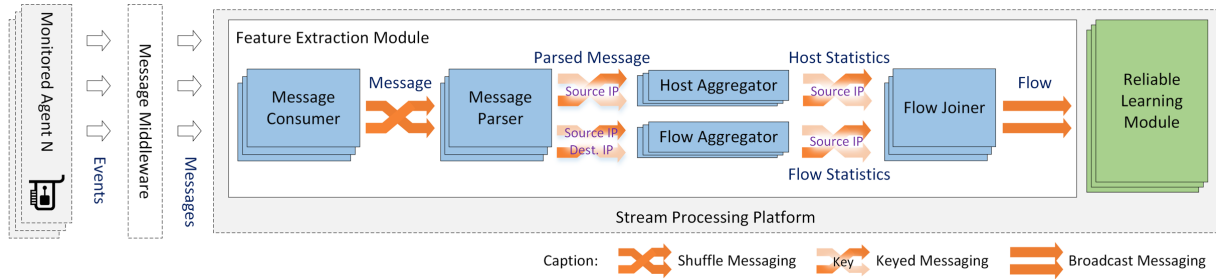 Monitored Agent N
Events
Message Middleware
Messages
Feature Extraction Module
Message
Consumer
Message
Message
Parser
Parsed Message
Source IP
Source IP
Dest. IP
Host Aggregator
Flow Aggregator
Host Statistics
Source IP
Source IP
Flow Statistics
Flow Joiner
Flow
Reliable
Learning
Module
Stream Processing Platform
Caption:
Shuffle Messaging
Key
Keyed Messaging
Broadcast Messaging